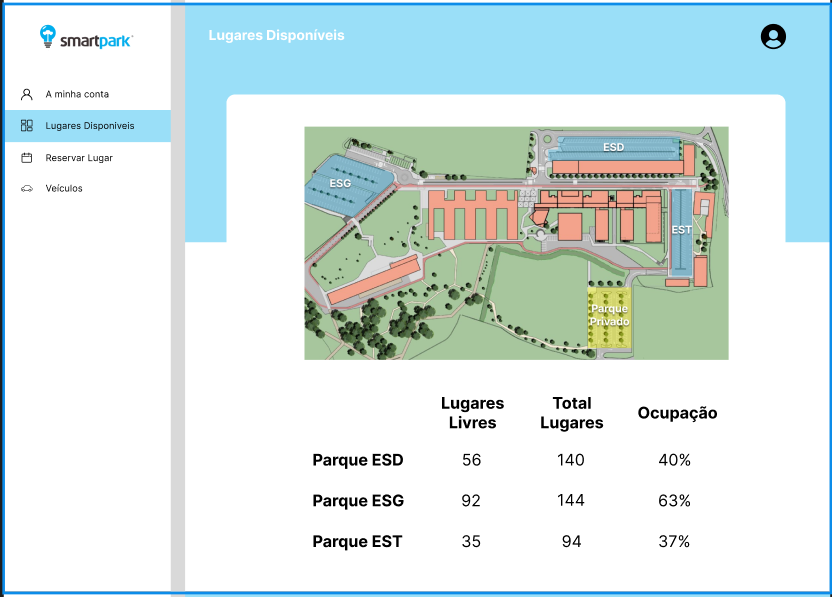 smartpark
A minha conta
Lugares Disponiveis
Reservar Lugar
Veículos
Lugares Disponíveis
ESD
ESG
EST
Parque
Privado
Lugares
Livres
Total
Lugares
Ocupação
Parque ESD 56 140 40%
Parque ESG 92 144 63%
Parque EST 35 94 37%